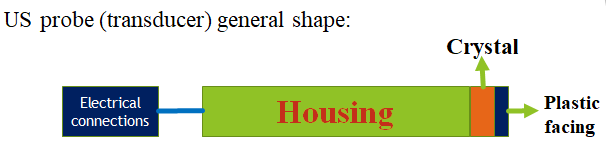 US probe (transducer) general shape:
Crystal
Electrical
connections
Housing
Plastic
facing